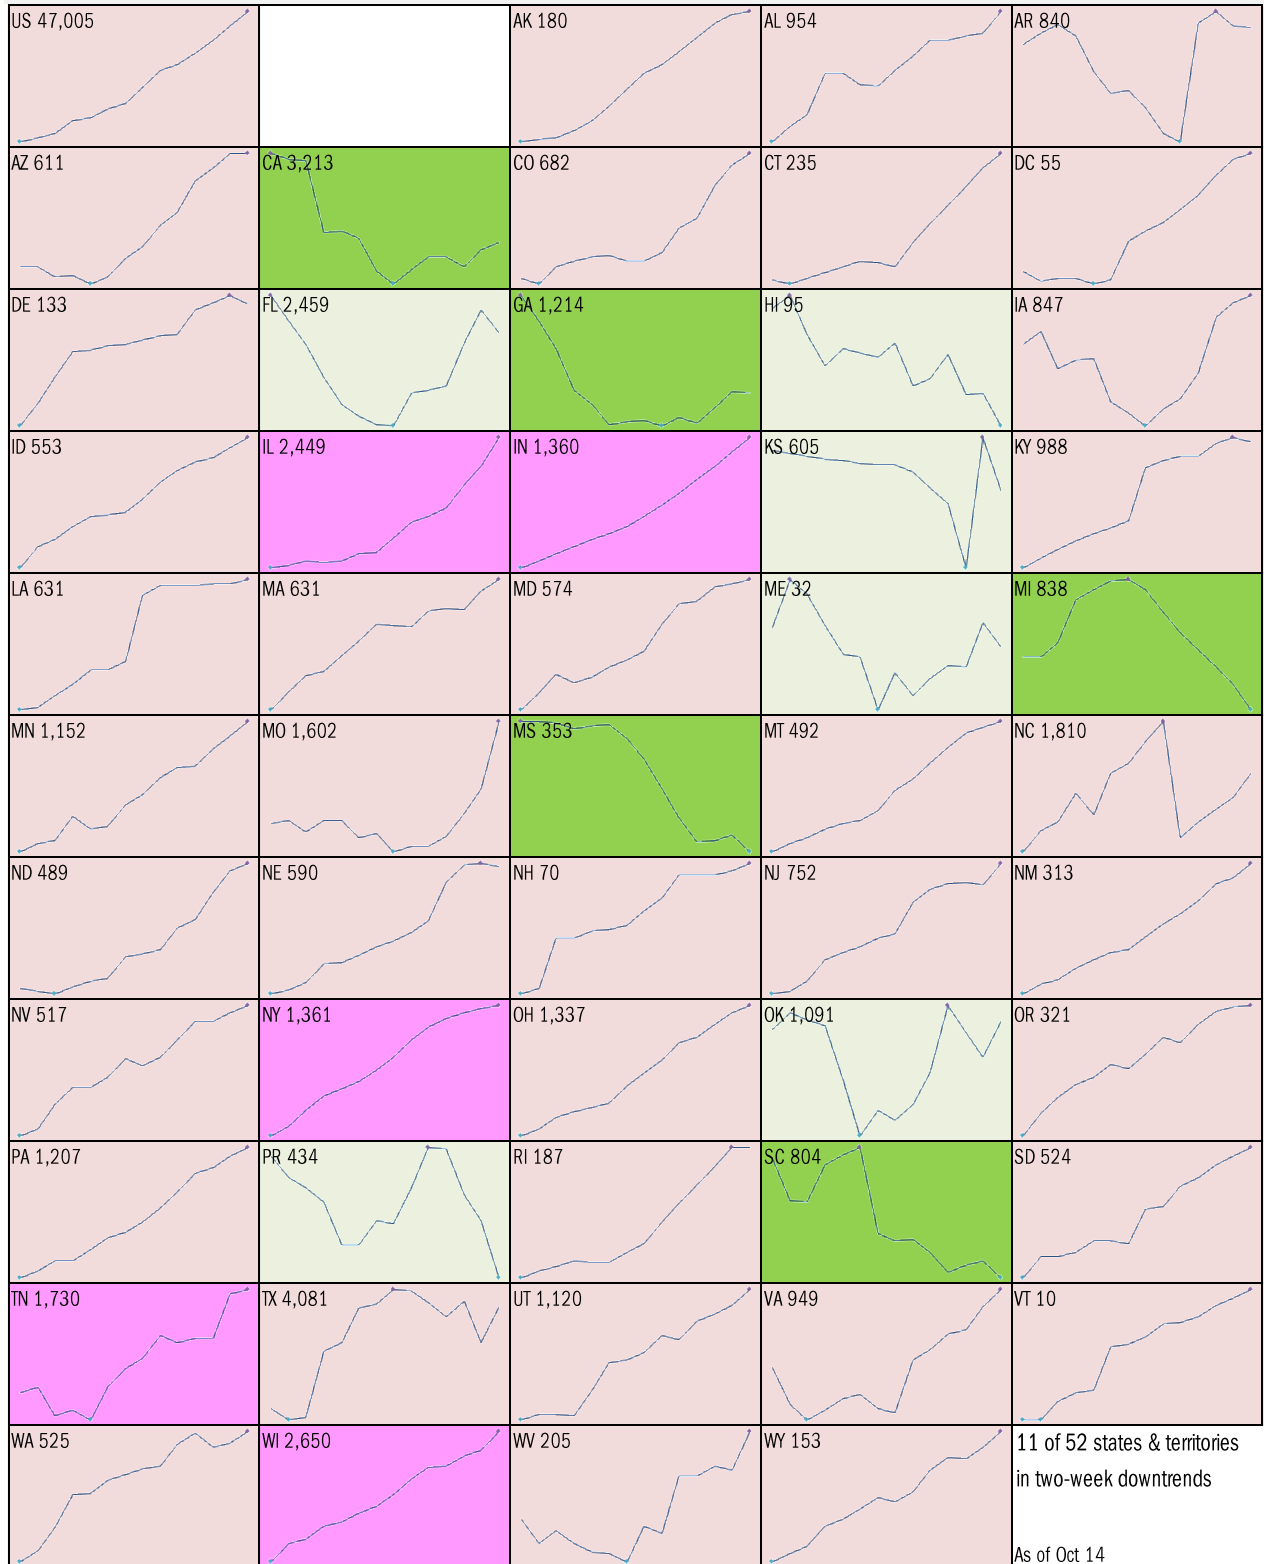 US 47,005
AK 180
AL 954
AR 840
AZ 611
CA 3,213
CO 682
CT 235
DC 55
DE 133
FL 2,459
GA 1,214
HI 95
IA 847
ID 553
IL 2,449
IN 1,360
KS 605
KY 988
LA 631
MA 631
MD 574
ME 32
MI 838
MN 1,152
MO 1,602
MS 353
MT 492
NC 1,810
ND 489
NE 590
NH 70
NJ 752
NM 313
NV 517
NY 1,361
OH 1,337
OK 1,091
OR 321
PA 1,207
PR 434
RI 187
SC 804
SD 524
TN 1,730
TX 4,081
UT 1,120
VA 949
VT 10
WA 525
WI 2,650
WV 205
WY 153
11 of 52 states & territories
in two-week downtrends
As of Oct 14